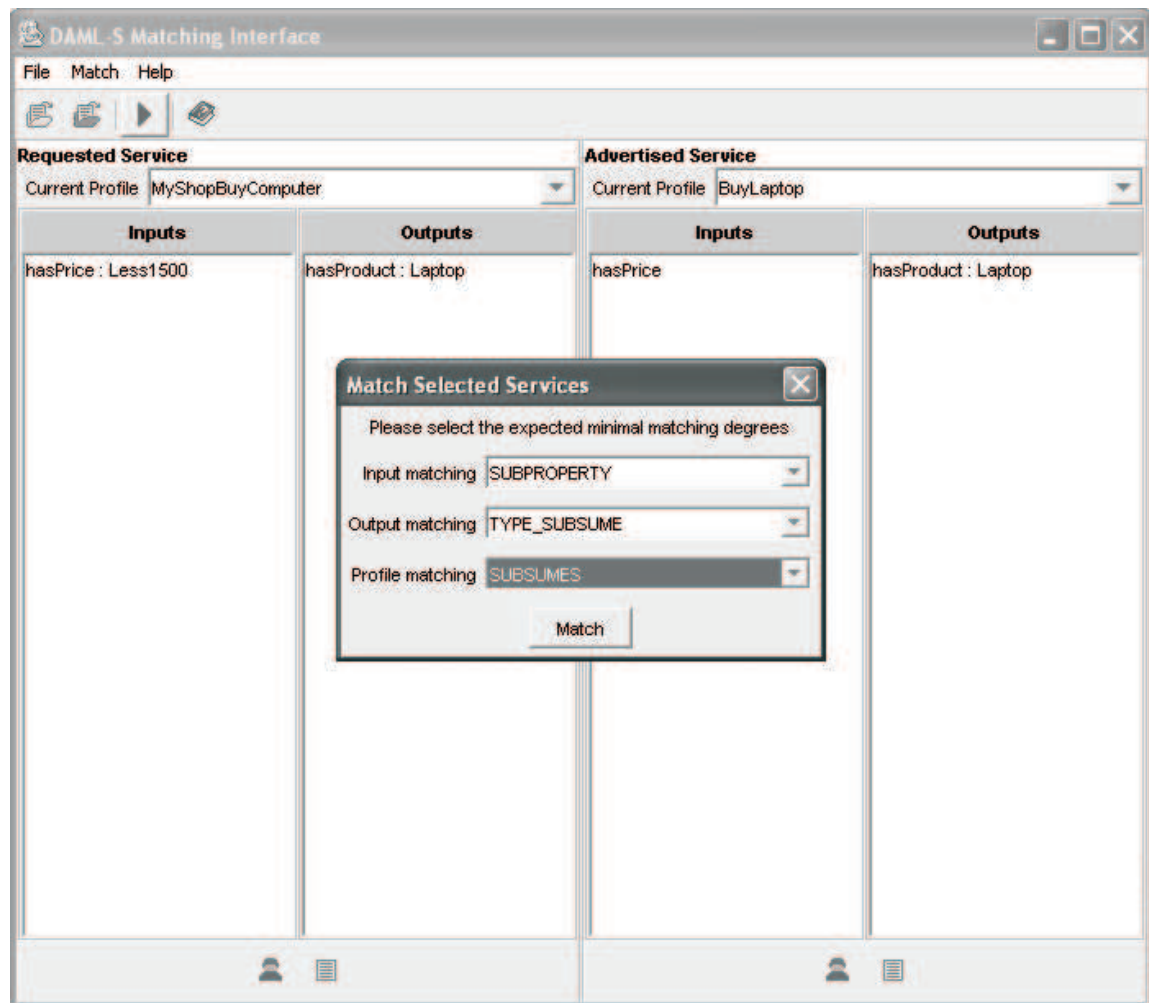 DAML-S Matching Interface
File Match Help
Requested Service
Advertised Service
Current Profile MyShopBuyComputer
Current Profile BuyLaptop
Inputs
Outputs
Inputs
Outputs
hasPrice : Less1500
hasProduct : Laptop
hasPrice
hasProduct : Laptop
Match Selected Services
Please select the expected minimal matching degrees
Input matching SUBPROPERTY
Output matching TYPE_SUBSUME
Profile matching SUBSUMES
Match